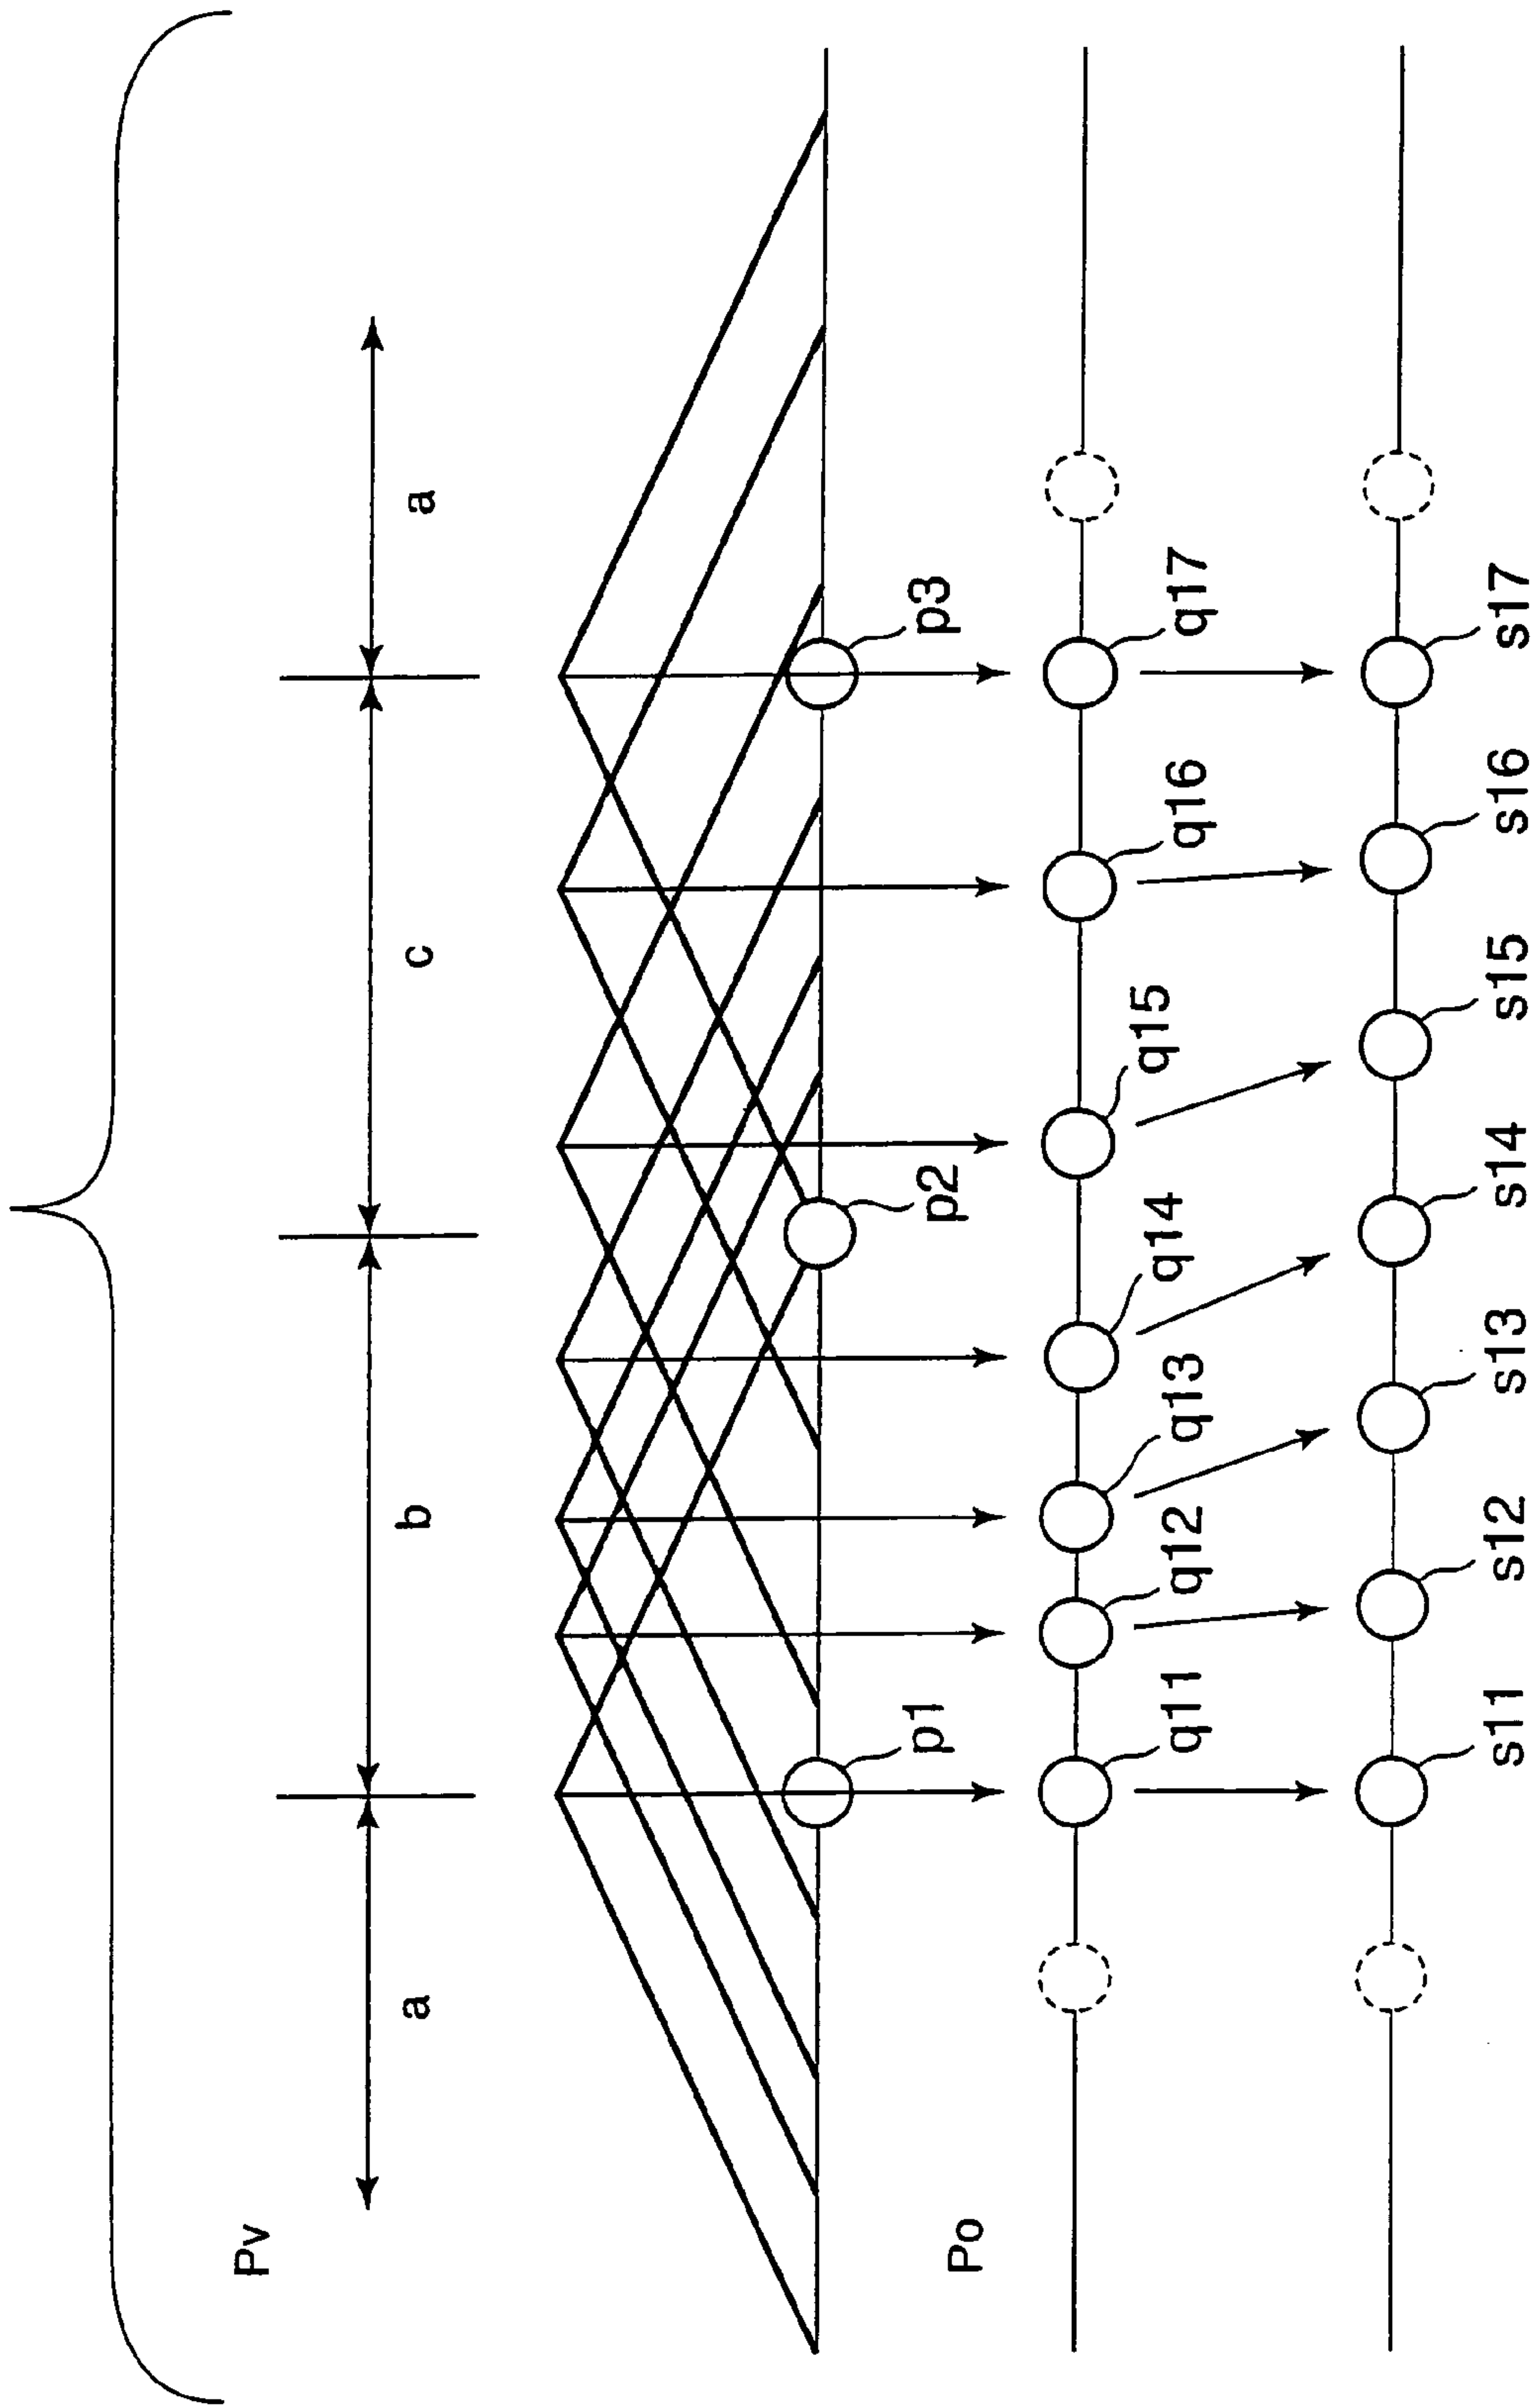 Pv
a b c a
p1 p2 p3
Po
q11 q12 q13 q14 q15 q16 q17
s11 s12 s13 s14 s15 s16 s17